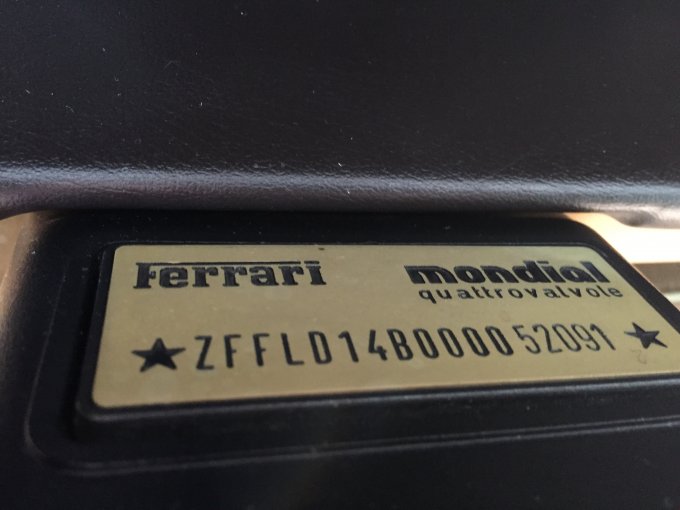 Ferrari mondial
quattrovalvole
★ZFFLD14B000052091★